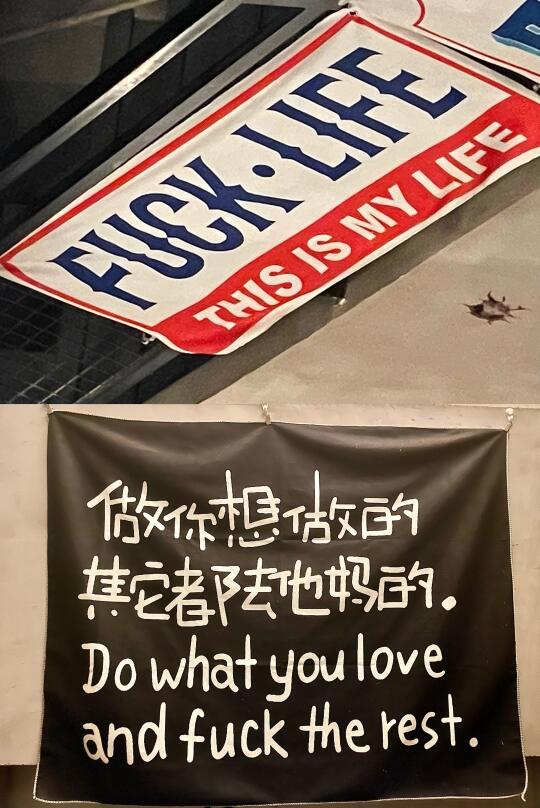 FUCK·LIFE
THIS IS MY LIFE
做你想做的
其它都去他妈的.
Do what you love
and fuck the rest.